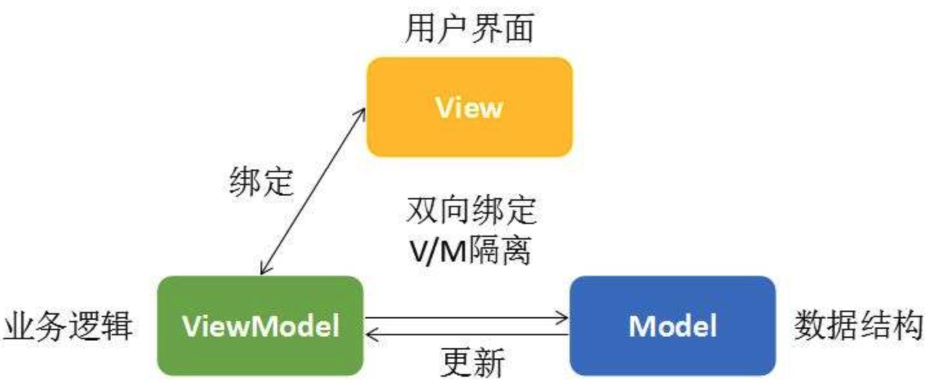 用户界面
View
绑定
双向绑定
V/M隔离
业务逻辑
ViewModel
Model
数据结构
更新